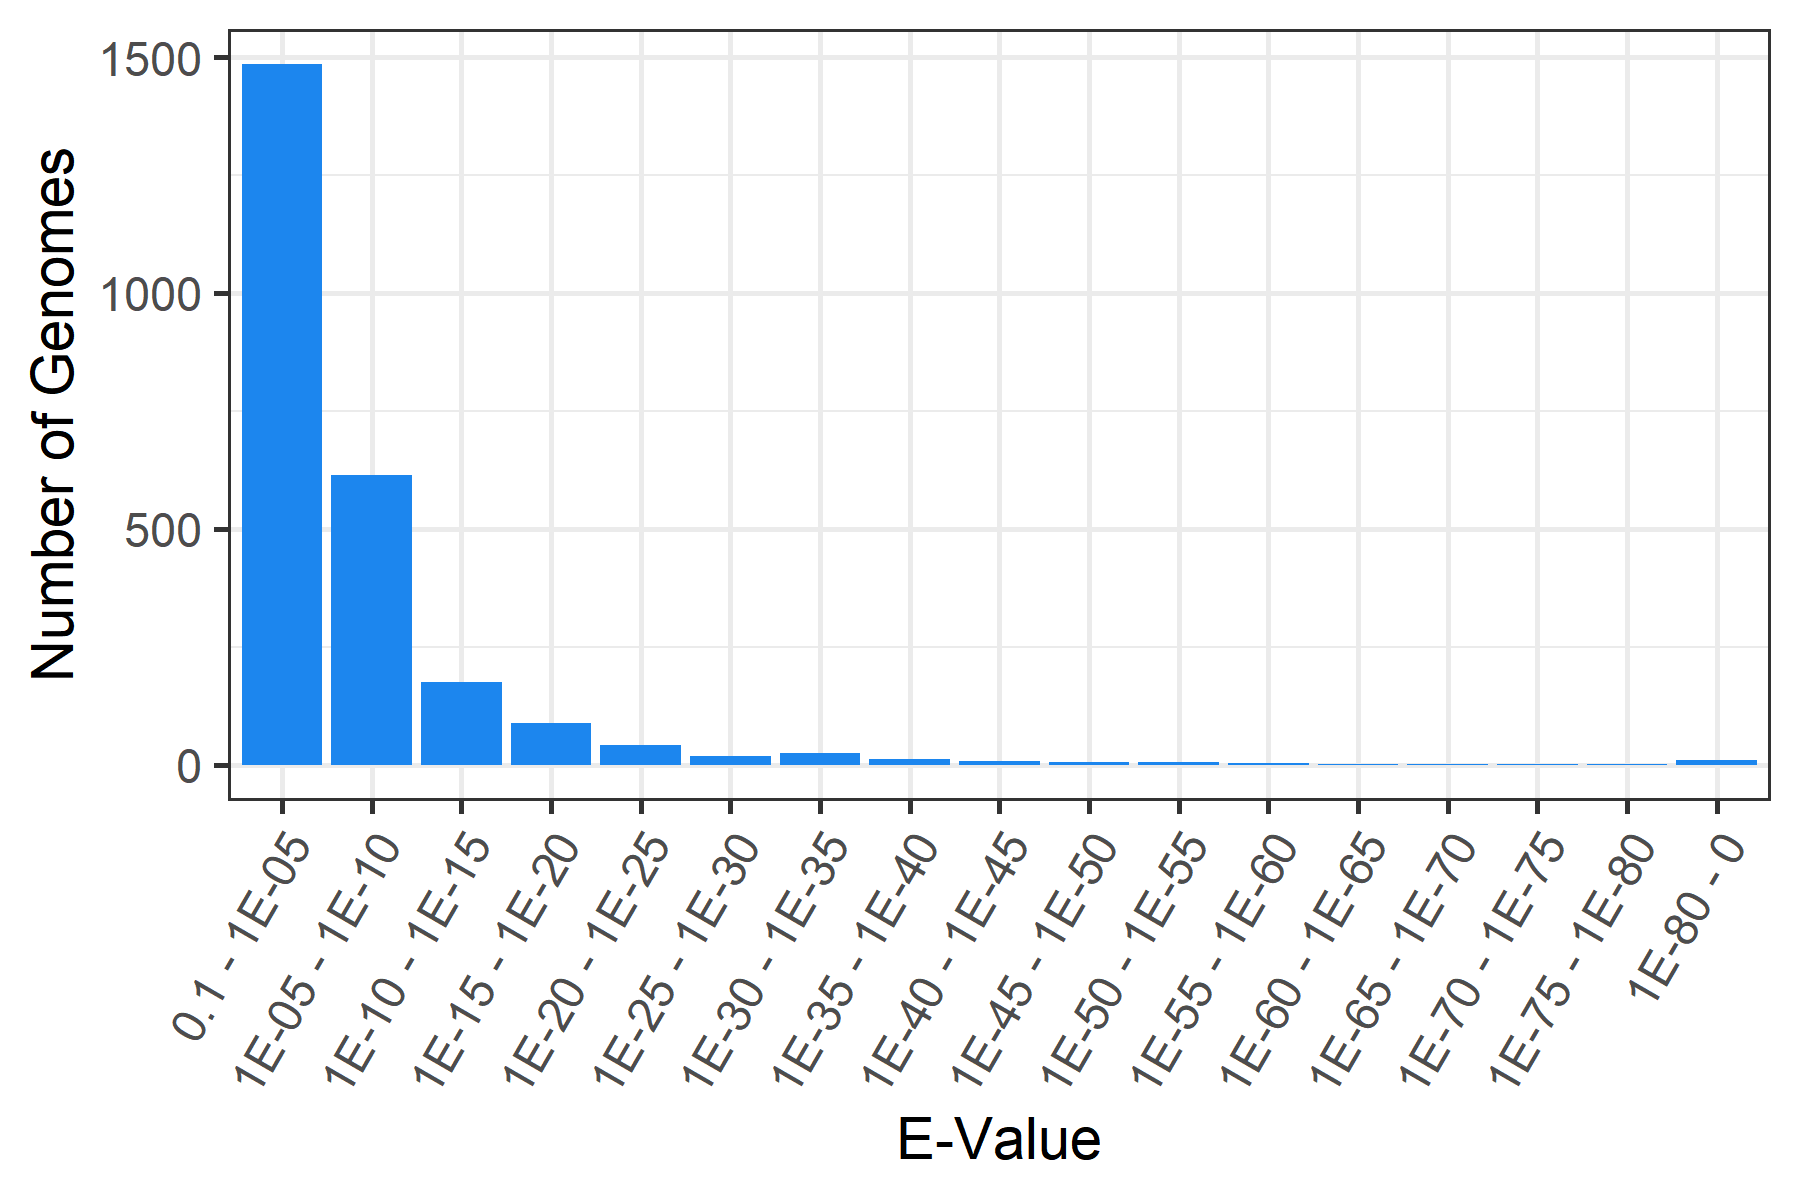 Number of Genomes
1500
1000
500
0
0.1 - 1E-05
1E-05 - 1E-10
1E-10 - 1E-15
1E-15 - 1E-20
1E-20 - 1E-25
1E-25 - 1E-30
1E-30 - 1E-35
1E-35 - 1E-40
1E-40 - 1E-45
1E-45 - 1E-50
1E-50 - 1E-55
1E-55 - 1E-60
1E-60 - 1E-65
1E-65 - 1E-70
1E-70 - 1E-75
1E-75 - 1E-80
1E-80 - 0
E-Value